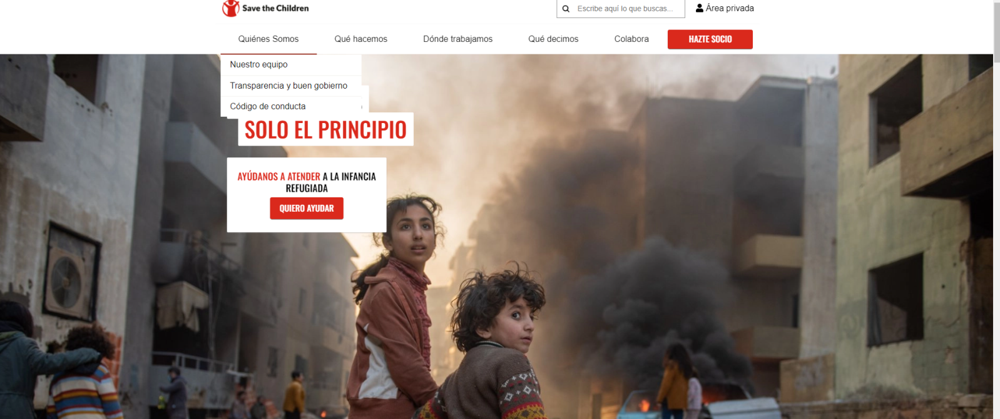 Save the Children
Escribe aquí lo que buscas...
Área privada
Quiénes Somos
Qué hacemos
Dónde trabajamos
Qué decimos
Colabora
HAZTE SOCIO
Nuestro equipo
Transparencia y buen gobierno
Código de conducta
SOLO EL PRINCIPIO
AYÚDANOS A ATENDER A LA INFANCIA
REFUGIADA
QUIERO AYUDAR